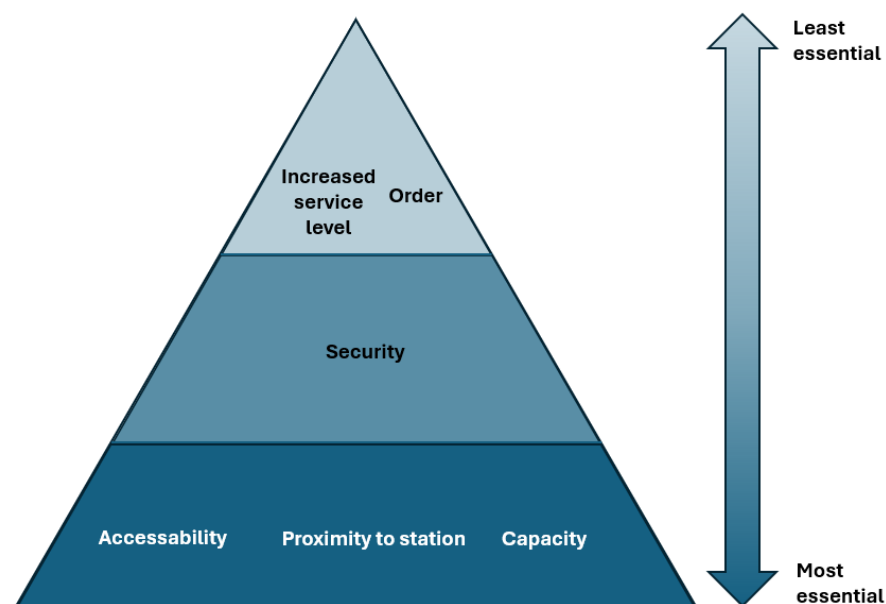 Least
essential
Increased
service
level
Order
Security
Accessability
Proximity to station
Capacity
Most
essential